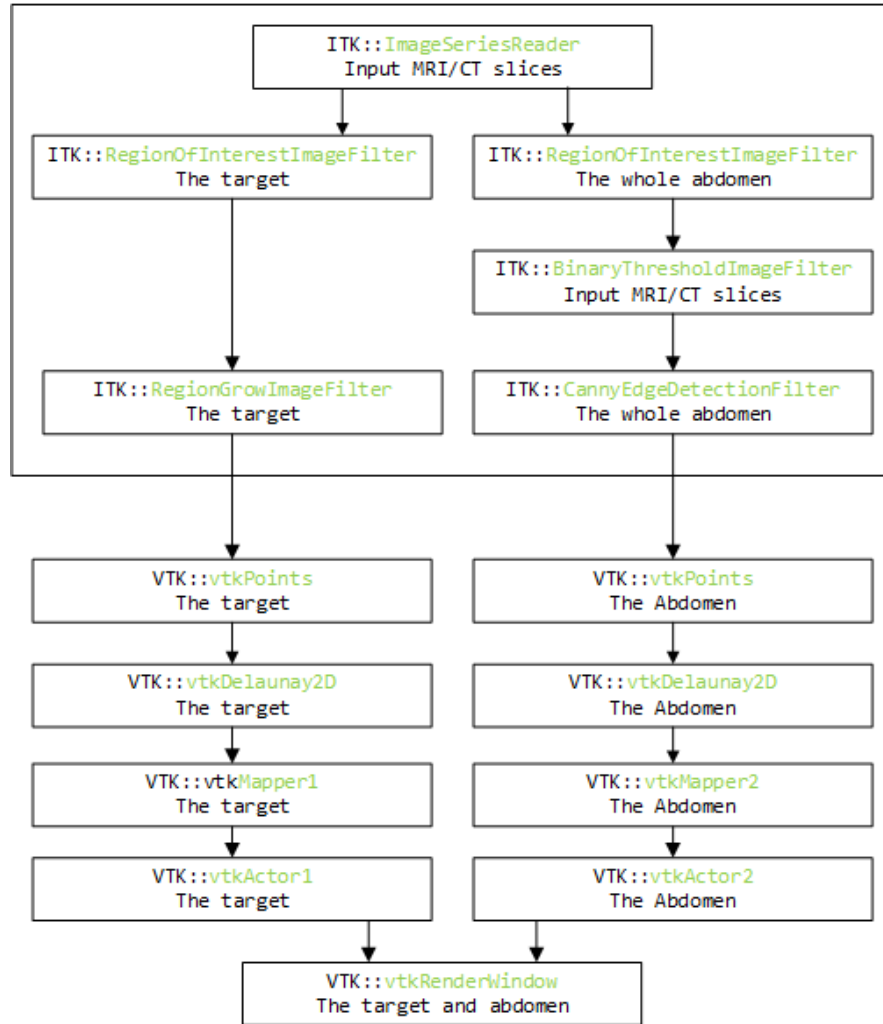 ITK::ImageSeriesReader
Input MRI/CT slices
ITK::RegionOfInterestImageFilter
The target
ITK::RegionOfInterestImageFilter
The whole abdomen
ITK::BinaryThresholdImageFilter
Input MRI/CT slices
ITK::RegionGrowImageFilter
The target
ITK::CannyEdgeDetectionFilter
The whole abdomen
VTK::vtkPoints
The target
VTK::vtkPoints
The Abdomen
VTK::vtkDelaunay2D
The target
VTK::vtkDelaunay2D
The Abdomen
VTK::vtkMapper1
The target
VTK::vtkMapper2
The Abdomen
VTK::vtkActor1
The target
VTK::vtkActor2
The Abdomen
VTK::vtkRenderWindow
The target and abdomen